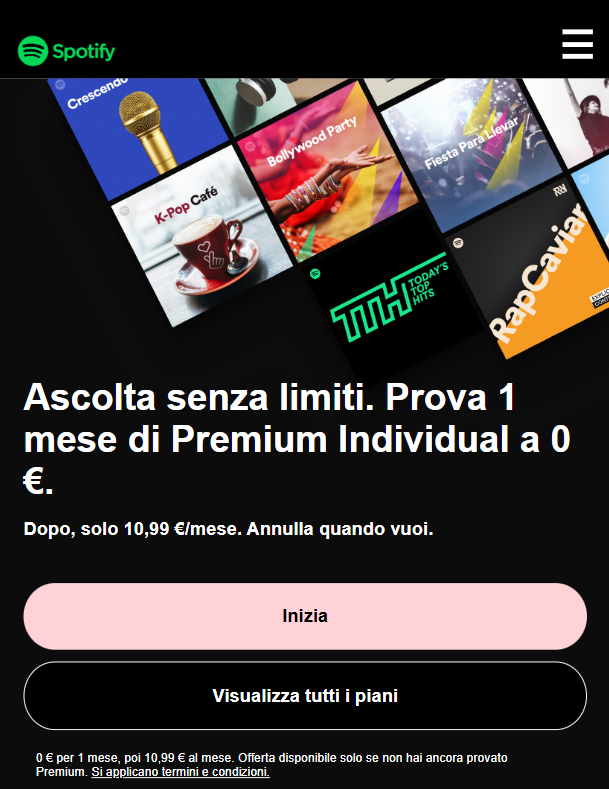 Spotify
Crescendo
K-Pop Café
Bollywood Party
Fiesta Para Llevar
TTH TODAY'S
TOP
HITS
RapCaviar
Ascolta senza limiti. Prova 1
mese di Premium Individual a 0
€.
Dopo, solo 10,99 €/mese. Annulla quando vuoi.
Inizia
Visualizza tutti i piani
0 € per 1 mese, poi 10,99 € al mese. Offerta disponibile solo se non hai ancora provato
Premium. Si applicano termini e condizioni.